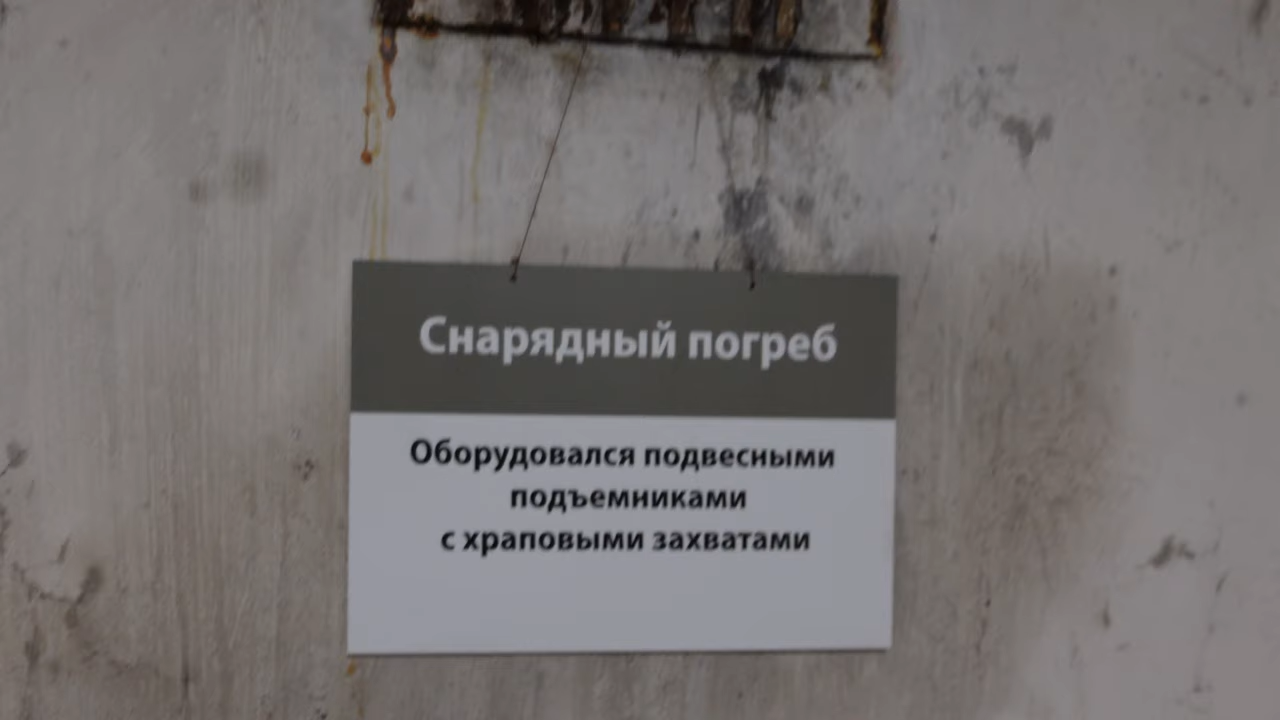 Снарядный погреб
Оборудовался подвесными
подъемниками
с храповыми захватами